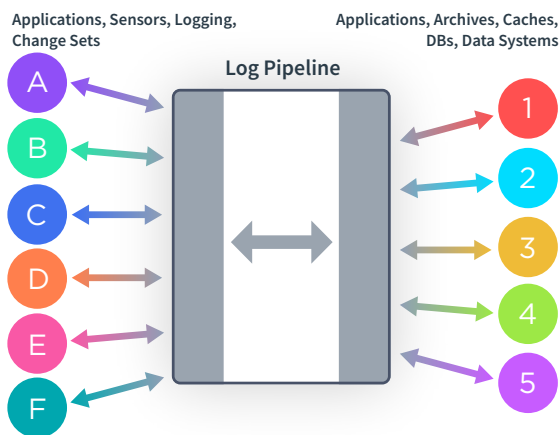 Applications, Sensors, Logging,
Change Sets
Applications, Archives, Caches,
DBs, Data Systems
Log Pipeline
A
B
C
D
E
F
1
2
3
4
5